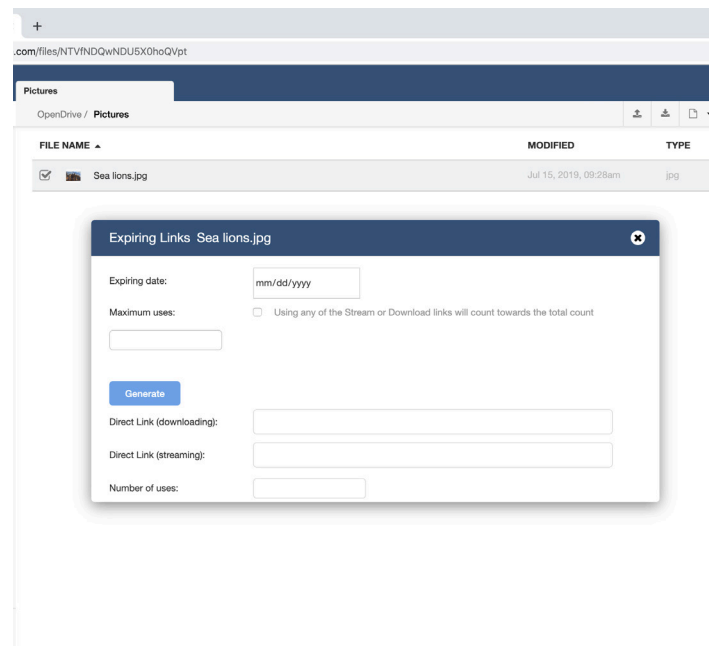 +
.com/files/NTVfNDQwNDU5X0hoQVpt
Pictures
OpenDrive / Pictures
FILE NAME MODIFIED TYPE
Sea lions.jpg Jul 15, 2019, 09:28am jpg
Expiring Links Sea lions.jpg
Expiring date: mm/dd/yyyy
Maximum uses: Using any of the Stream or Download links will count towards the total count
Generate
Direct Link (downloading):
Direct Link (streaming):
Number of uses: